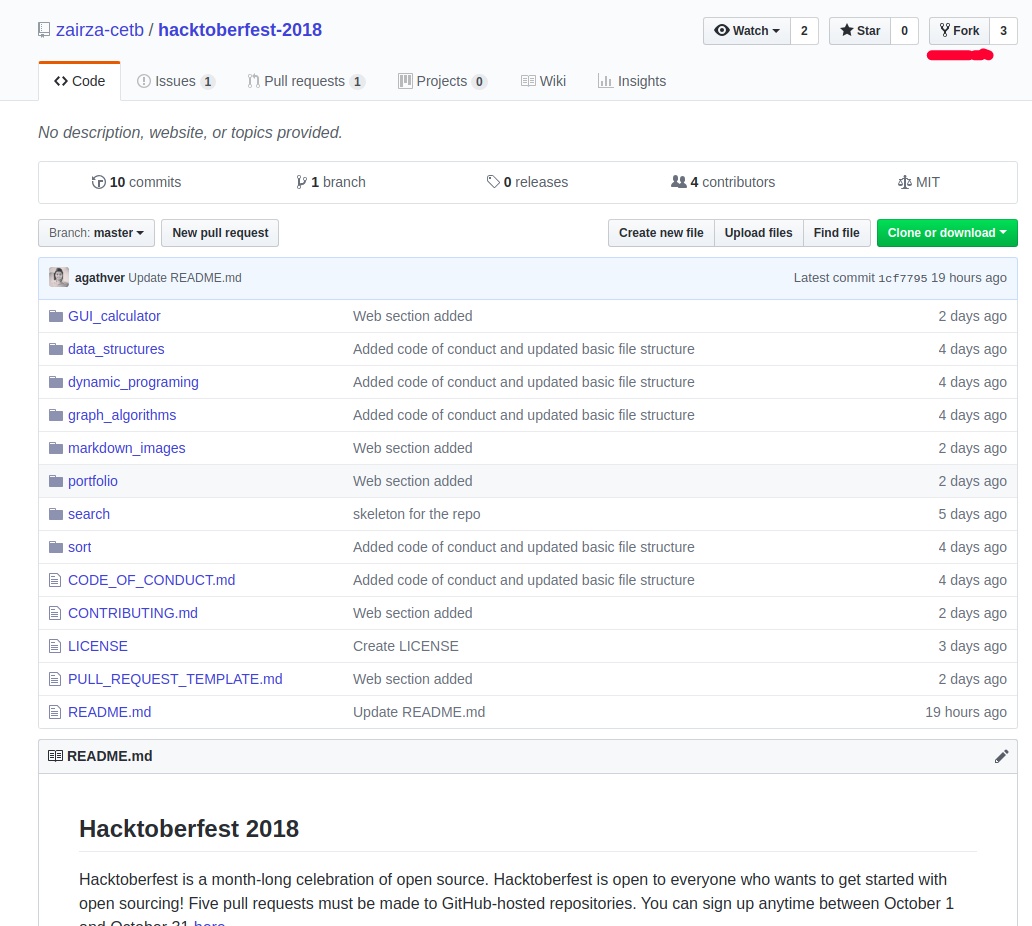 zairza-cetb / hacktoberfest-2018
Watch 2 Star 0 Fork 3
Code Issues 1 Pull requests 1 Projects 0 Wiki Insights
No description, website, or topics provided.
10 commits 1 branch 0 releases 4 contributors MIT
Branch: master New pull request Create new file Upload files Find file Clone or download
agathver Update README.md Latest commit 1cf7795 19 hours ago
GUI_calculator Web section added 2 days ago
data_structures Added code of conduct and updated basic file structure 4 days ago
dynamic_programing Added code of conduct and updated basic file structure 4 days ago
graph_algorithms Added code of conduct and updated basic file structure 4 days ago
markdown_images Web section added 2 days ago
portfolio Web section added 2 days ago
search skeleton for the repo 5 days ago
sort Added code of conduct and updated basic file structure 4 days ago
CODE_OF_CONDUCT.md Added code of conduct and updated basic file structure 4 days ago
CONTRIBUTING.md Web section added 2 days ago
LICENSE Create LICENSE 3 days ago
PULL_REQUEST_TEMPLATE.md Web section added 2 days ago
README.md Update README.md 19 hours ago
README.md
Hacktoberfest 2018
Hacktoberfest is a month-long celebration of open source. Hacktoberfest is open to everyone who wants to get started with
open sourcing! Five pull requests must be made to GitHub-hosted repositories. You can sign up anytime between October 1
and October 31 here.